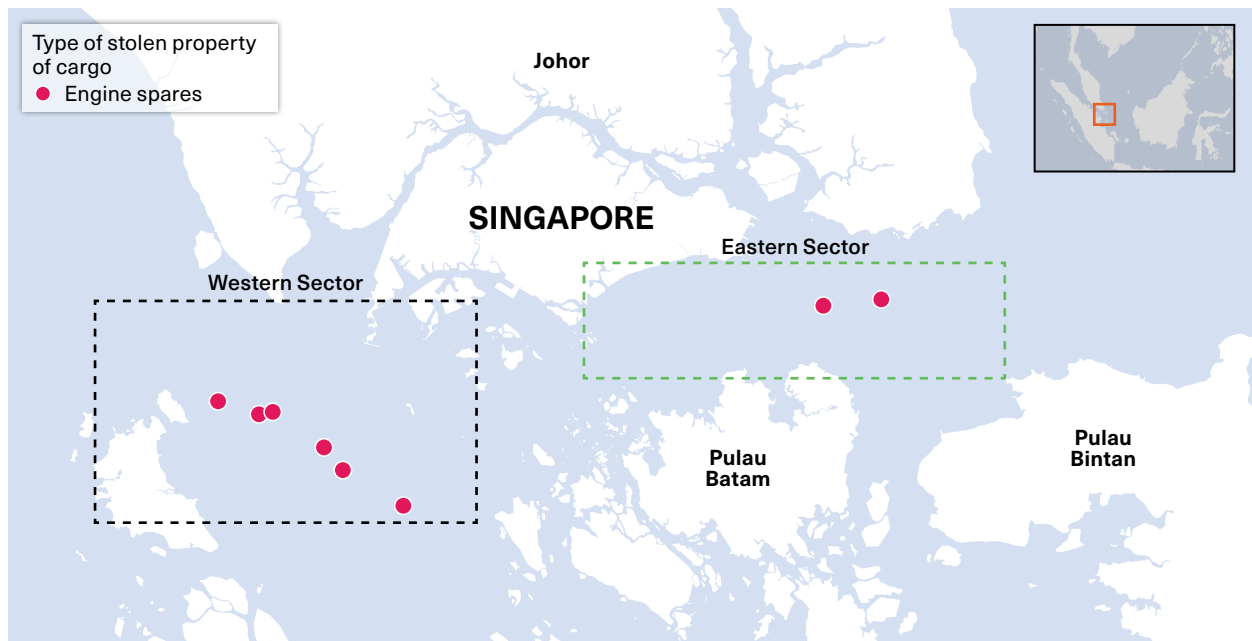 Type of stolen property
of cargo
Engine spares
Johor
SINGAPORE
Eastern Sector
Western Sector
Pulau
Batam
Pulau
Bintan